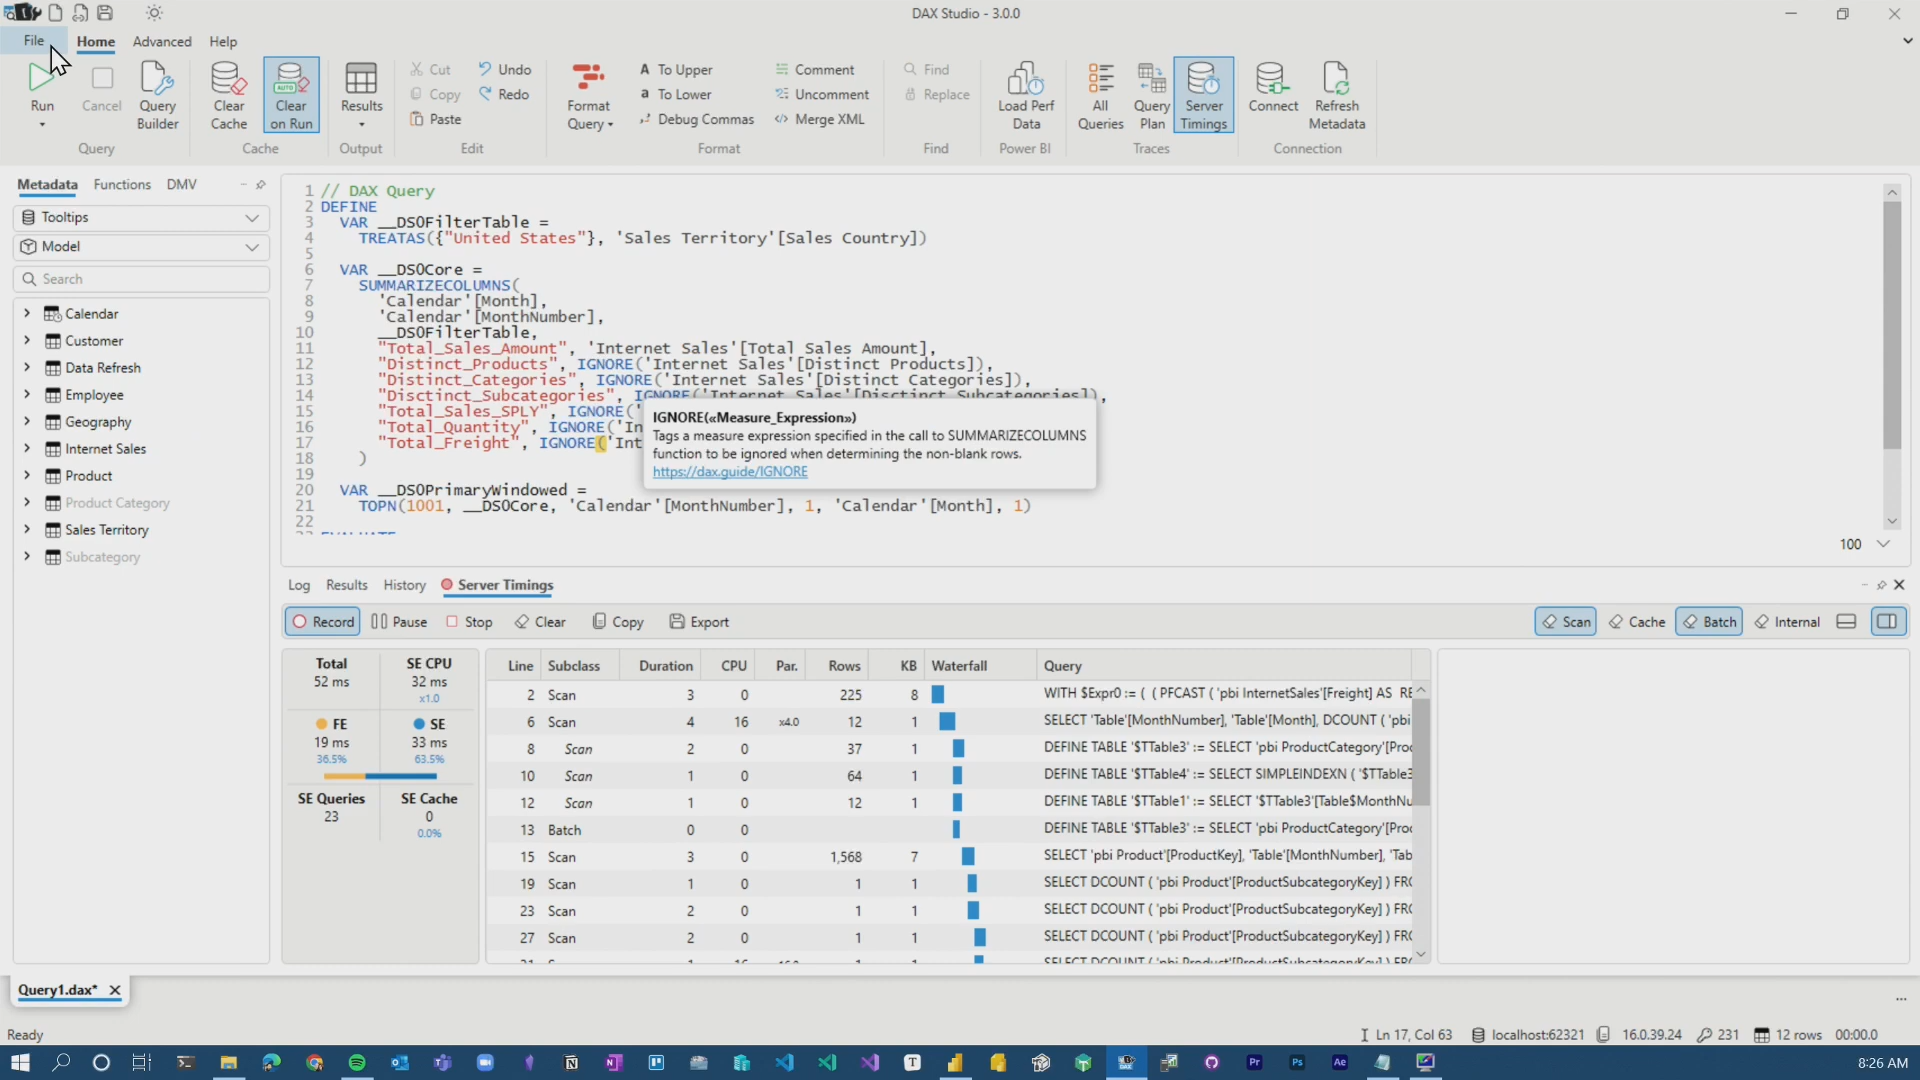 DAX Studio - 3.0.0
File Home Advanced Help
Run
Cancel
Query Builder
Clear Cache
AUTO
Clear on Run
Results
Cut
Copy
Paste
Undo
Redo
Format Query
A To Upper
a To Lower
Debug Commas
Comment
Uncomment
Merge XML
Find
Replace
Load Perf Data
All Queries
Query Plan
Server Timings
Connect
Refresh Metadata
Query Cache Output Edit Format Find Power BI Traces Connection
Metadata Functions DMV
Tooltips
Model
Search
Calendar
Customer
Data Refresh
Employee
Geography
Internet Sales
Product
Product Category
Sales Territory
Subcategory
1 // DAX Query
2 DEFINE
3 VAR __DS0FilterTable =
4 TREATAS({"United States"}, 'Sales Territory'[Sales Country])
5
6 VAR __DS0Core =
7 SUMMARIZECOLUMNS(
8 'Calendar'[Month],
9 'Calendar'[MonthNumber],
10 __DS0FilterTable,
11 "Total_Sales_Amount", 'Internet Sales'[Total Sales Amount],
12 "Distinct_Products", IGNORE('Internet Sales'[Distinct Products]),
13 "Distinct_Categories", IGNORE('Internet Sales'[Distinct Categories]),
14 "Disctinct_Subcategories", IGNORE('Internet Sales'[Disctinct Subcategories]),
15 "Total_Sales_SPLY", IGNORE('
16 "Total_Quantity", IGNORE('In
17 "Total_Freight", IGNORE('Int
18 )
19
20 VAR __DS0PrimaryWindowed =
21 TOPN(1001, __DS0Core, 'Calendar'[MonthNumber], 1, 'Calendar'[Month], 1)
22
23 EVALUATE
IGNORE(«Measure_Expression»)
Tags a measure expression specified in the call to SUMMARIZECOLUMNS
function to be ignored when determining the non-blank rows.
https://dax.guide/IGNORE
100
Log Results History Server Timings
Record Pause Stop Clear Copy Export Scan Cache Batch Internal
Total SE CPU
52 ms 32 ms
x1.0
FE SE
19 ms 33 ms
36.5% 63.5%
SE Queries SE Cache
23 0
0.0%
Line Subclass Duration CPU Par. Rows KB Waterfall Query
2 Scan 3 0 225 8 WITH $Expr0 := ( ( PFCAST ( 'pbi InternetSales'[Freight] AS RE
6 Scan 4 16 x4.0 12 1 SELECT 'Table'[MonthNumber], 'Table'[Month], DCOUNT ( 'pbi
8 Scan 2 0 37 1 DEFINE TABLE '$TTable3' := SELECT 'pbi ProductCategory'[Proc
10 Scan 1 0 64 1 DEFINE TABLE '$TTable4' := SELECT SIMPLEINDEXN ( '$TTable3
12 Scan 1 0 12 1 DEFINE TABLE '$TTable1' := SELECT '$TTable3'[Table$MonthNu
13 Batch 0 0 DEFINE TABLE '$TTable3' := SELECT 'pbi ProductCategory'[Proc
15 Scan 3 0 1,568 7 SELECT 'pbi Product'[ProductKey], 'Table'[MonthNumber], 'Tab
19 Scan 1 0 1 1 SELECT DCOUNT ( 'pbi Product'[ProductSubcategoryKey] ) FRO
23 Scan 2 0 1 1 SELECT DCOUNT ( 'pbi Product'[ProductSubcategoryKey] ) FRO
27 Scan 2 0 1 1 SELECT DCOUNT ( 'pbi Product'[ProductSubcategoryKey] ) FRO
Query1.dax*
Ready Ln 17, Col 63 localhost:62321 16.0.39.24 231 12 rows 00:00.0
8:26 AM